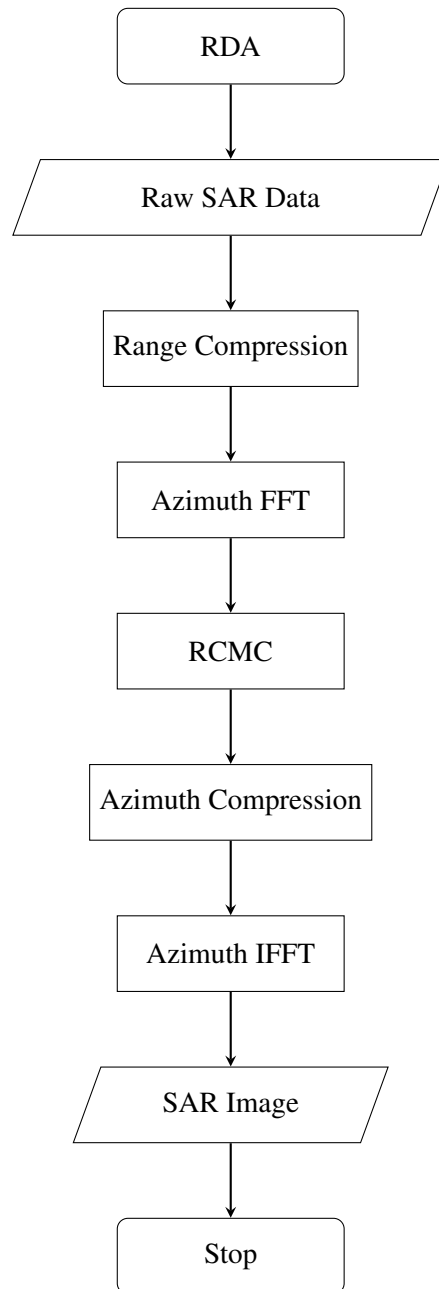 RDA
Raw SAR Data
Range Compression
Azimuth FFT
RCMC
Azimuth Compression
Azimuth IFFT
SAR Image
Stop